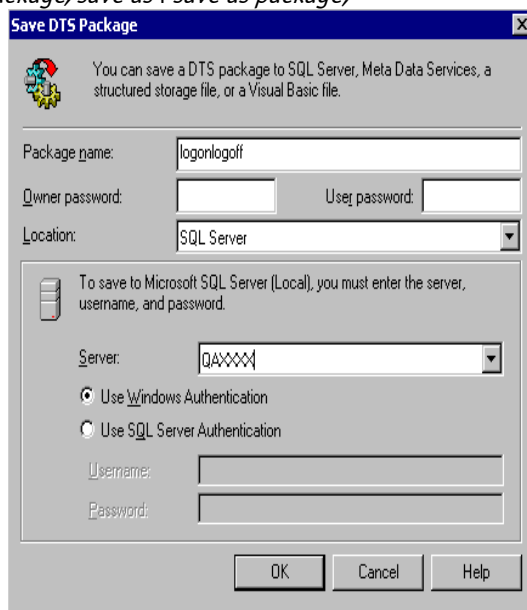 package, save as : save as package)
Save DTS Package
You can save a DTS package to SQL Server, Meta Data Services, a
structured storage file, or a Visual Basic file.
Package name:
logonlogoff
Owner password:
User password:
Location:
SQL Server
To save to Microsoft SQL Server (Local), you must enter the server,
username, and password.
Server:
QAXXXX
Use Windows Authentication
Use SQL Server Authentication
Username:
Password:
OK Cancel Help